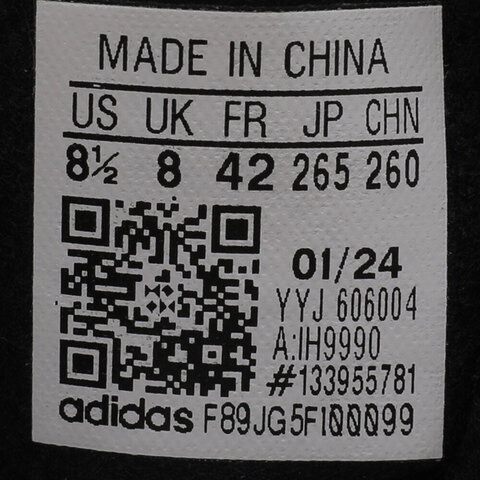 MADE IN CHINA
US UK FR JP CHN
8½ 8 42 265 260
01/24
YYJ 606004
A:IH9990
#133955781
adidas F89JG5F100099